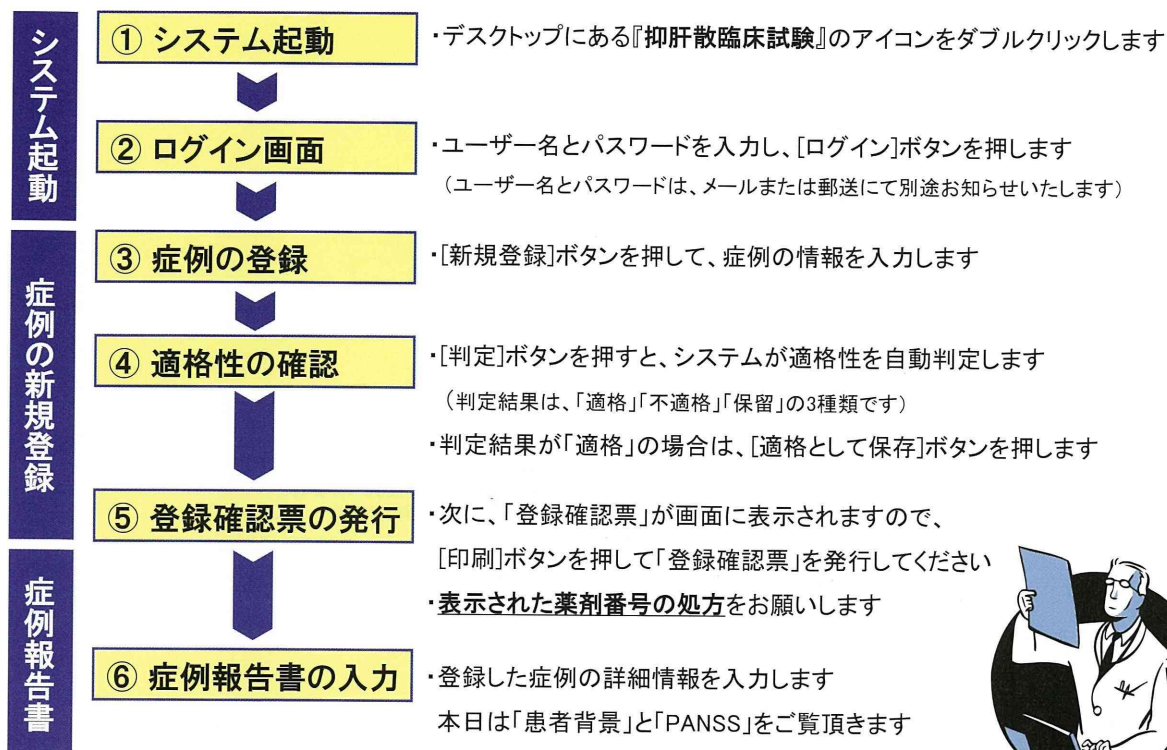 システム起動
① システム起動
・デスクトップにある『抑肝散臨床試験』のアイコンをダブルクリックします
② ログイン画面
・ユーザー名とパスワードを入力し、[ログイン]ボタンを押します
（ユーザー名とパスワードは、メールまたは郵送にて別途お知らせいたします）
症例の新規登録
③ 症例の登録
・[新規登録]ボタンを押して、症例の情報を入力します
④ 適格性の確認
・[判定]ボタンを押すと、システムが適格性を自動判定します
（判定結果は、「適格」「不適格」「保留」の3種類です）
・判定結果が「適格」の場合は、[適格として保存]ボタンを押します
⑤ 登録確認票の発行
・次に、「登録確認票」が画面に表示されますので、
[印刷]ボタンを押して「登録確認票」を発行してください
・表示された薬剤番号の処方をお願いします
症例報告書
⑥ 症例報告書の入力
・登録した症例の詳細情報を入力します
本日は「患者背景」と「PANSS」をご覧頂きます